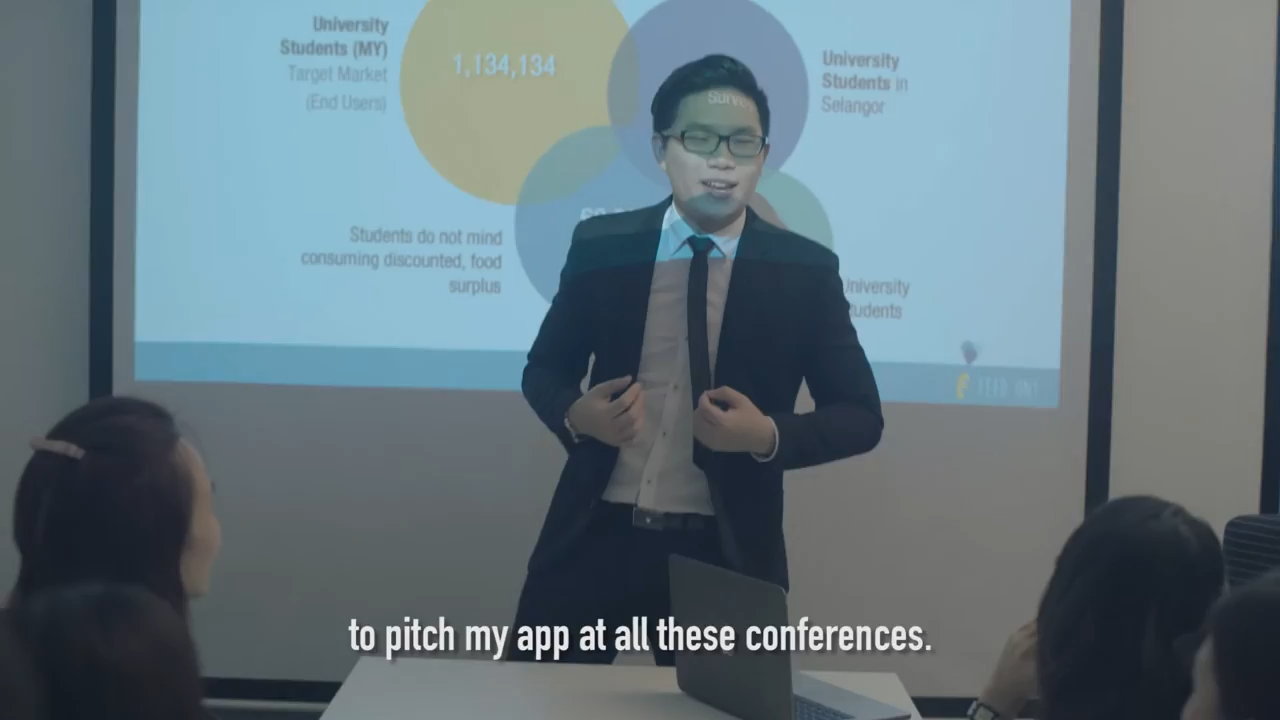 University
Students (MY)
Target Market
(End Users)
1,134,134
University
Students in
Selangor
Students do not mind
consuming discounted, food
surplus
University
to pitch my app at all these conferences.